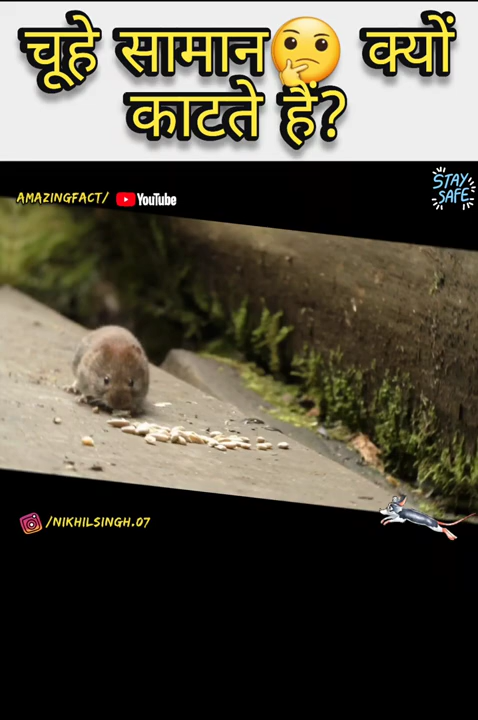 चूहे सामान🤔 क्यों
काटते हैं?
STAY
SAFE
AMAZINGFACT/ YouTube
/NIKHILSINGH.07